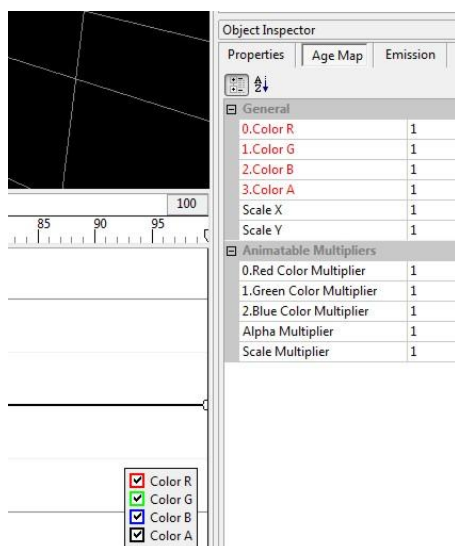 Object Inspector
Properties Age Map Emission
General
0.Color R 1
1.Color G 1
2.Color B 1
3.Color A 1
Scale X 1
Scale Y 1
Animatable Multipliers
0.Red Color Multiplier 1
1.Green Color Multiplier 1
2.Blue Color Multiplier 1
Alpha Multiplier 1
Scale Multiplier 1
100
85 90 95
Color R
Color G
Color B
Color A